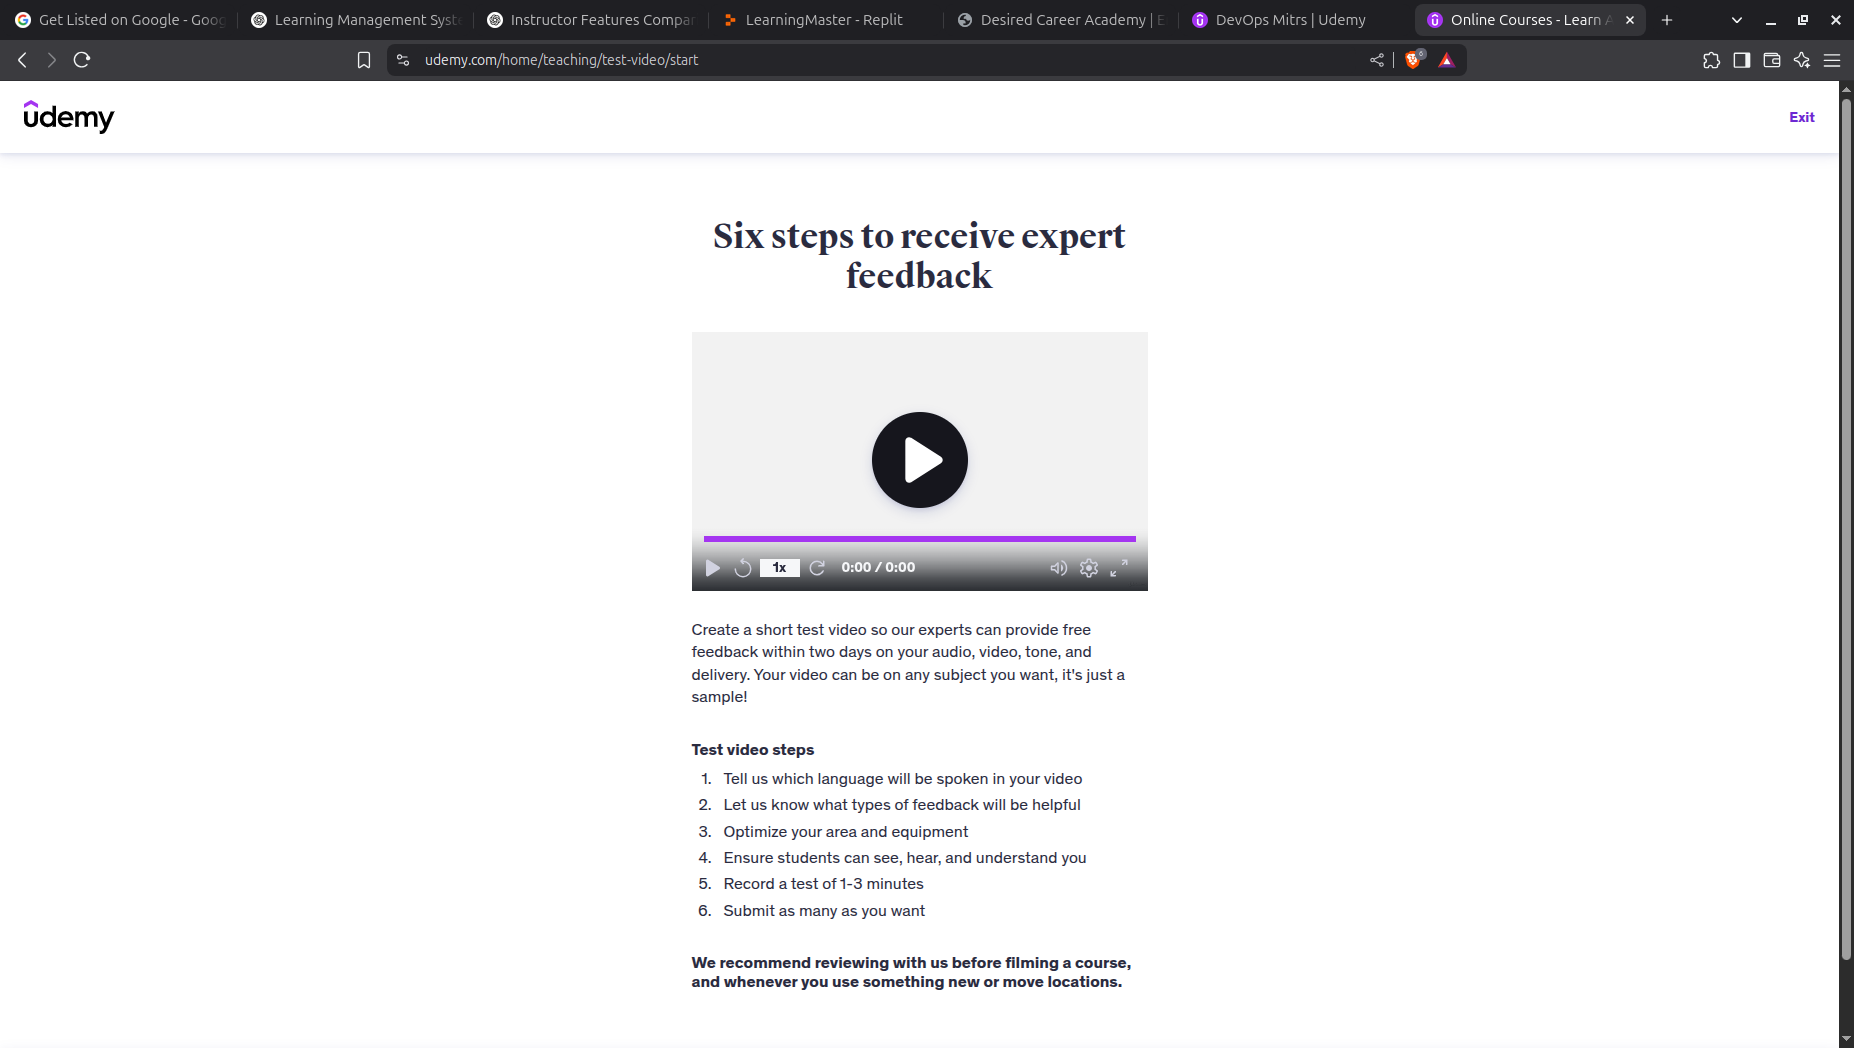 Get Listed on Google - Goog
Learning Management Syste
Instructor Features Compar
LearningMaster - Replit
Desired Career Academy | E
DevOps Mitrs | Udemy
Online Courses - Learn A
udemy.com/home/teaching/test-video/start
6
udemy
Exit
Six steps to receive expert
feedback
1x
0:00 / 0:00
Create a short test video so our experts can provide free
feedback within two days on your audio, video, tone, and
delivery. Your video can be on any subject you want, it's just a
sample!
Test video steps
1. Tell us which language will be spoken in your video
2. Let us know what types of feedback will be helpful
3. Optimize your area and equipment
4. Ensure students can see, hear, and understand you
5. Record a test of 1-3 minutes
6. Submit as many as you want
We recommend reviewing with us before filming a course,
and whenever you use something new or move locations.